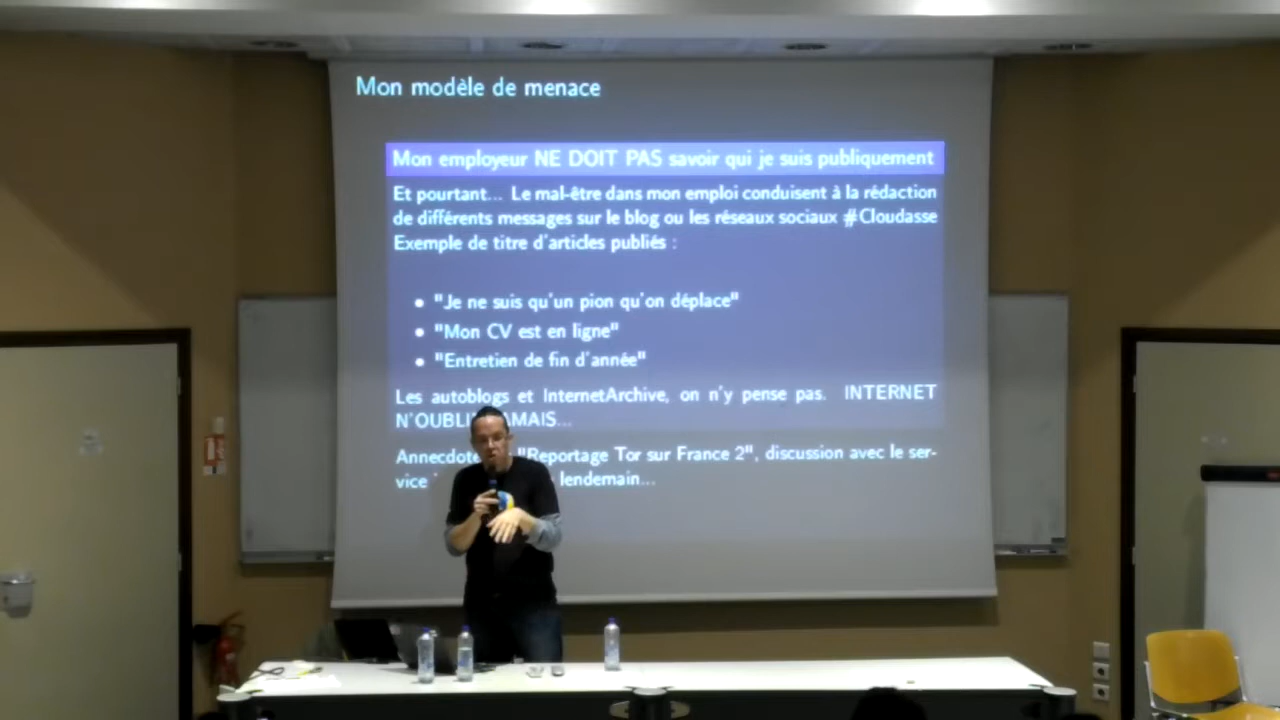 Mon modèle de menace
Mon employeur NE DOIT PAS savoir qui je suis publiquement
Et pourtant... Le mal-être dans mon emploi conduisent à la rédaction
de différents messages sur le blog ou les réseaux sociaux #Cloudasse
Exemple de titre d'articles publiés :
• "Je ne suis qu'un pion qu'on déplace"
• "Mon CV est en ligne"
• "Entretien de fin d'année"
Les autoblogs et InternetArchive, on n'y pense pas. INTERNET
N'OUBLI AMAIS...
Annecdote "Reportage Tor sur France 2", discussion avec le ser-
vice lendemain...